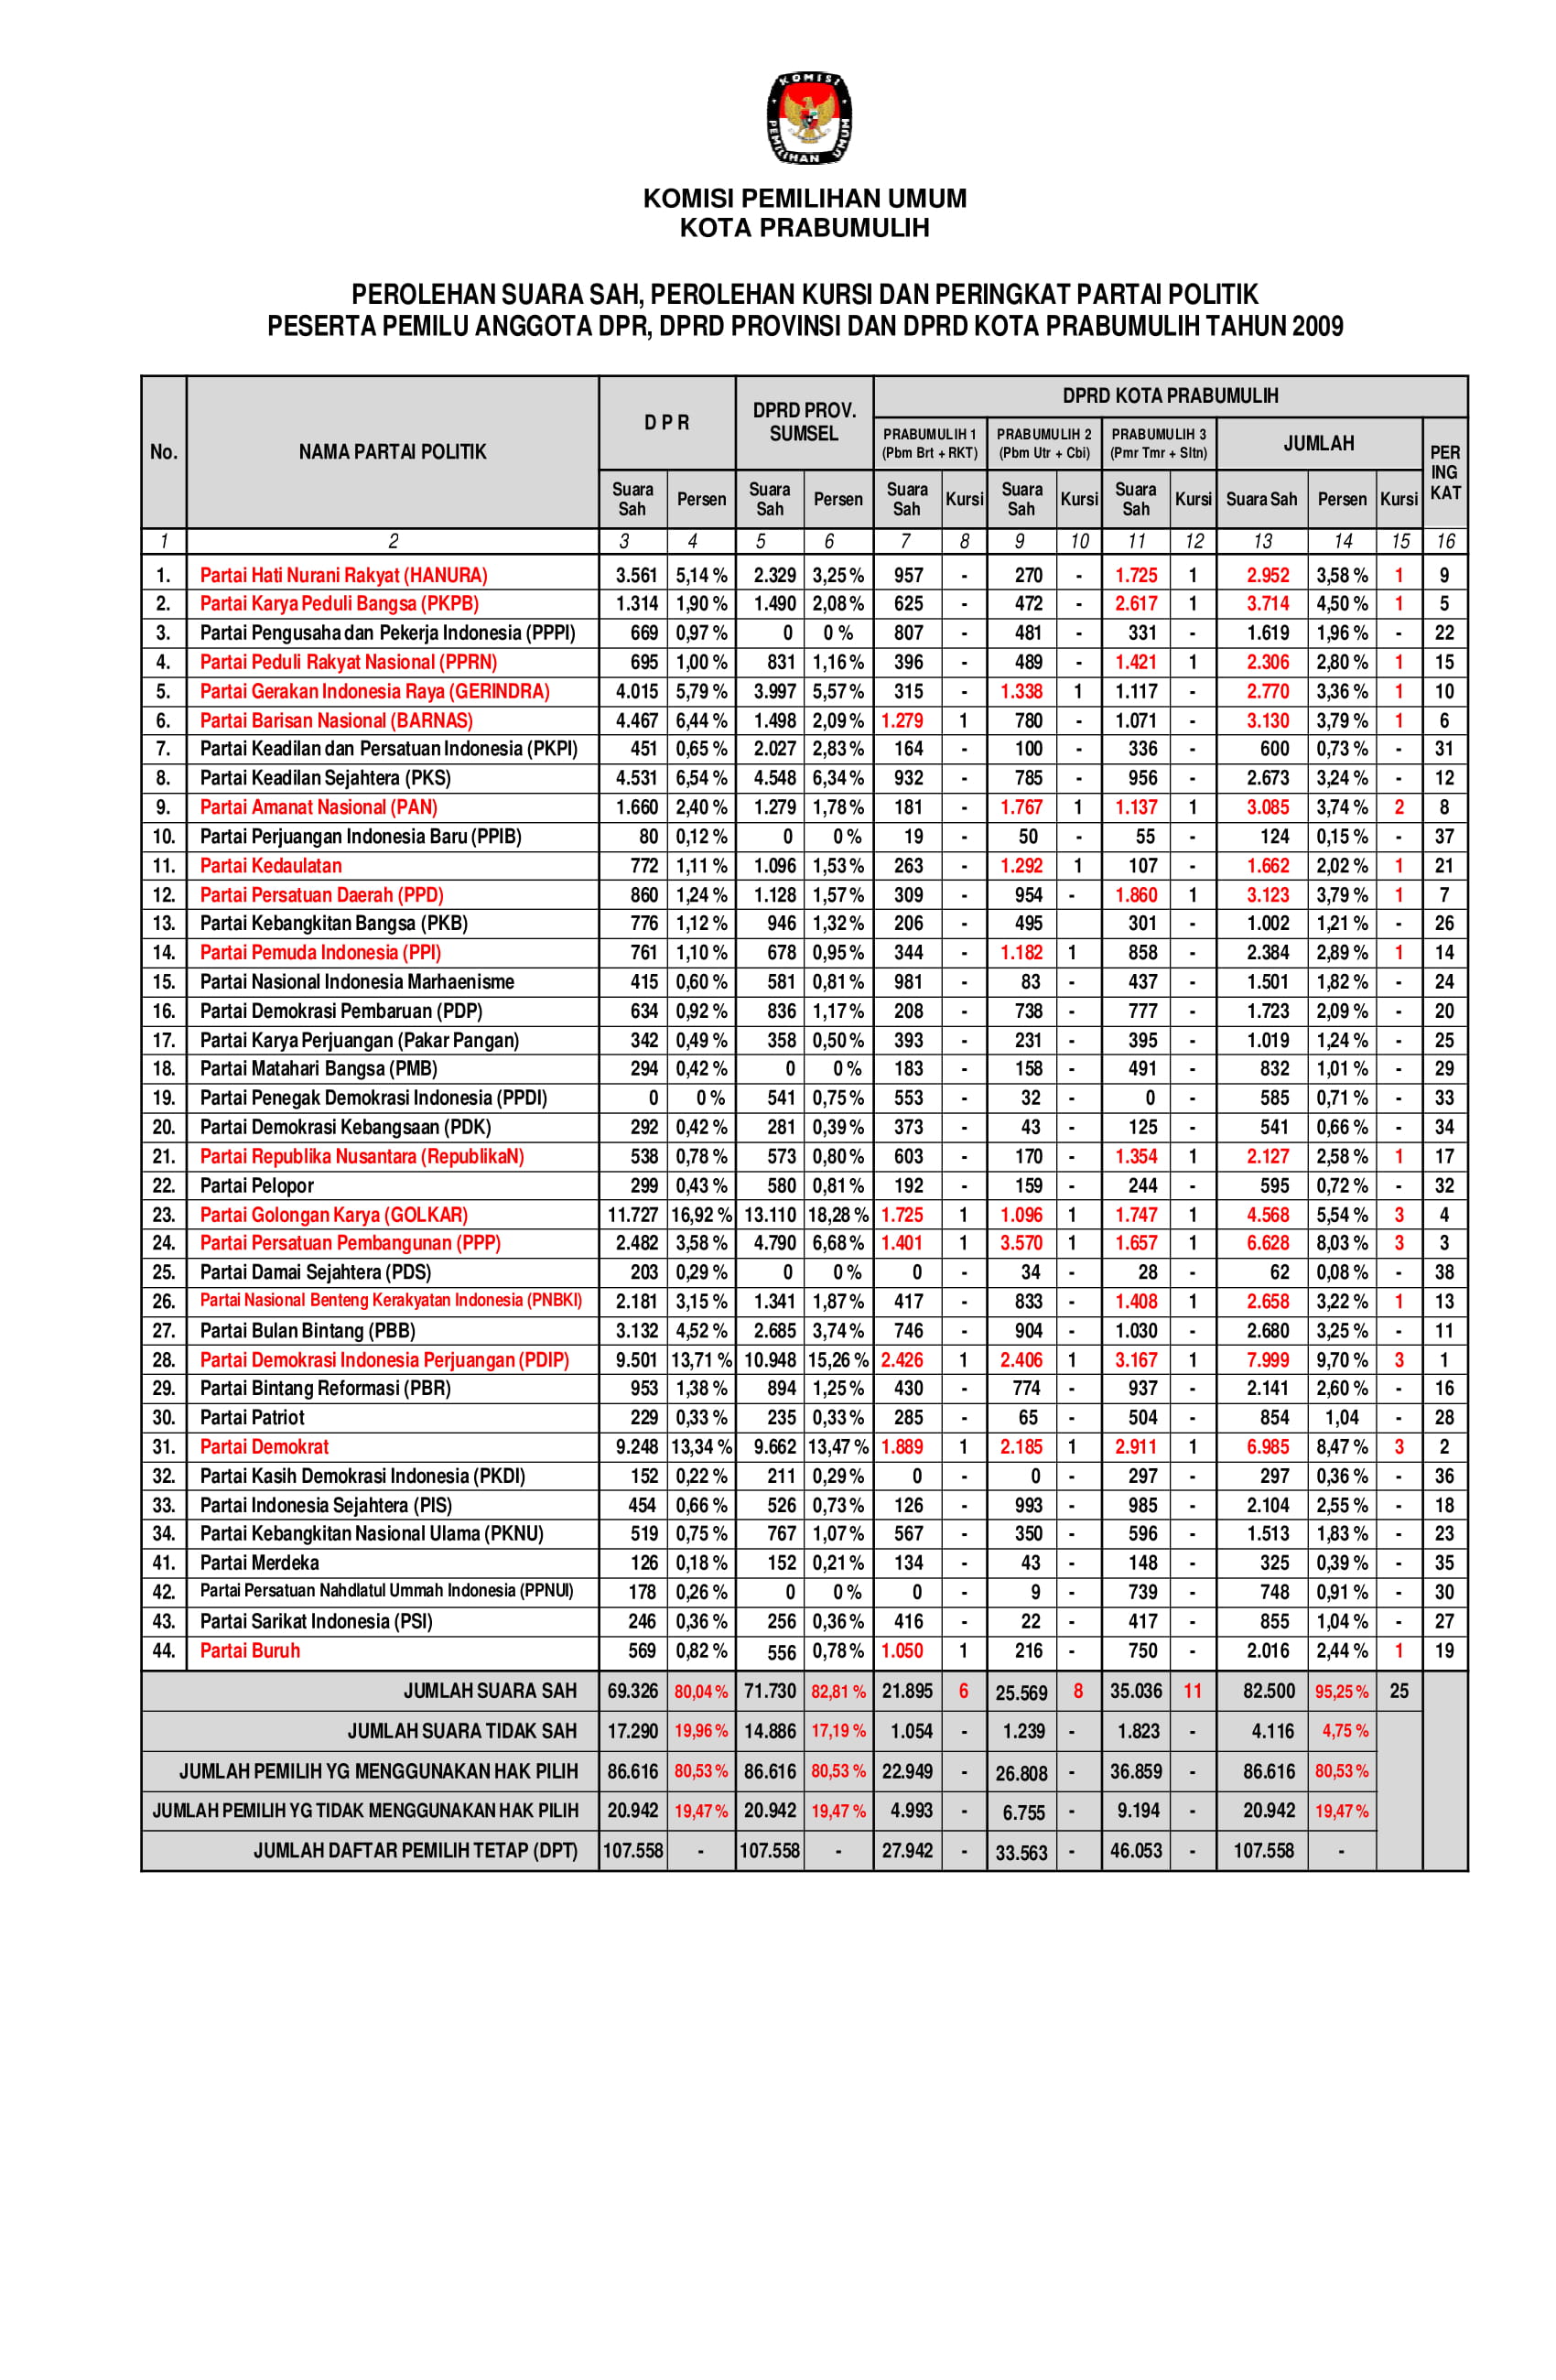 KOMISI
PEMILIHAN UMUM
KOMISI PEMILIHAN UMUM
KOTA PRABUMULIH
PEROLEHAN SUARA SAH, PEROLEHAN KURSI DAN PERINGKAT PARTAI POLITIK
PESERTA PEMILU ANGGOTA DPR, DPRD PROVINSI DAN DPRD KOTA PRABUMULIH TAHUN 2009
No. NAMA PARTAI POLITIK D P R DPRD PROV. SUMSEL DPRD KOTA PRABUMULIH
PRABUMULIH 1 (Pbm Brt + RKT) PRABUMULIH 2 (Pbm Utr + Cbi) PRABUMULIH 3 (Pmr Tmr + Sltn) JUMLAH PER ING KAT
Suara Sah Persen Suara Sah Persen Suara Sah Kursi Suara Sah Kursi Suara Sah Kursi Suara Sah Persen Kursi
1 2 3 4 5 6 7 8 9 10 11 12 13 14 15 16
1. Partai Hati Nurani Rakyat (HANURA) 3.561 5,14 % 2.329 3,25 % 957 - 270 - 1.725 1 2.952 3,58 % 1 9
2. Partai Karya Peduli Bangsa (PKPB) 1.314 1,90 % 1.490 2,08 % 625 - 472 - 2.617 1 3.714 4,50 % 1 5
3. Partai Pengusaha dan Pekerja Indonesia (PPPI) 669 0,97 % 0 0 % 807 - 481 - 331 - 1.619 1,96 % - 22
4. Partai Peduli Rakyat Nasional (PPRN) 695 1,00 % 831 1,16 % 396 - 489 - 1.421 1 2.306 2,80 % 1 15
5. Partai Gerakan Indonesia Raya (GERINDRA) 4.015 5,79 % 3.997 5,57 % 315 - 1.338 1 1.117 - 2.770 3,36 % 1 10
6. Partai Barisan Nasional (BARNAS) 4.467 6,44 % 1.498 2,09 % 1.279 1 780 - 1.071 - 3.130 3,79 % 1 6
7. Partai Keadilan dan Persatuan Indonesia (PKPI) 451 0,65 % 2.027 2,83 % 164 - 100 - 336 - 600 0,73 % - 31
8. Partai Keadilan Sejahtera (PKS) 4.531 6,54 % 4.548 6,34 % 932 - 785 - 956 - 2.673 3,24 % - 12
9. Partai Amanat Nasional (PAN) 1.660 2,40 % 1.279 1,78 % 181 - 1.767 1 1.137 1 3.085 3,74 % 2 8
10. Partai Perjuangan Indonesia Baru (PPIB) 80 0,12 % 0 0 % 19 - 50 - 55 - 124 0,15 % - 37
11. Partai Kedaulatan 772 1,11 % 1.096 1,53 % 263 - 1.292 1 107 - 1.662 2,02 % 1 21
12. Partai Persatuan Daerah (PPD) 860 1,24 % 1.128 1,57 % 309 - 954 - 1.860 1 3.123 3,79 % 1 7
13. Partai Kebangkitan Bangsa (PKB) 776 1,12 % 946 1,32 % 206 - 495 301 - 1.002 1,21 % - 26
14. Partai Pemuda Indonesia (PPI) 761 1,10 % 678 0,95 % 344 - 1.182 1 858 - 2.384 2,89 % 1 14
15. Partai Nasional Indonesia Marhaenisme 415 0,60 % 581 0,81 % 981 - 83 - 437 - 1.501 1,82 % - 24
16. Partai Demokrasi Pembaruan (PDP) 634 0,92 % 836 1,17 % 208 - 738 - 777 - 1.723 2,09 % - 20
17. Partai Karya Perjuangan (Pakar Pangan) 342 0,49 % 358 0,50 % 393 - 231 - 395 - 1.019 1,24 % - 25
18. Partai Matahari Bangsa (PMB) 294 0,42 % 0 0 % 183 - 158 - 491 - 832 1,01 % - 29
19. Partai Penegak Demokrasi Indonesia (PPDI) 0 0 % 541 0,75 % 553 - 32 - 0 - 585 0,71 % - 33
20. Partai Demokrasi Kebangsaan (PDK) 292 0,42 % 281 0,39 % 373 - 43 - 125 - 541 0,66 % - 34
21. Partai Republika Nusantara (RepublikaN) 538 0,78 % 573 0,80 % 603 - 170 - 1.354 1 2.127 2,58 % 1 17
22. Partai Pelopor 299 0,43 % 580 0,81 % 192 - 159 - 244 - 595 0,72 % - 32
23. Partai Golongan Karya (GOLKAR) 11.727 16,92 % 13.110 18,28 % 1.725 1 1.096 1 1.747 1 4.568 5,54 % 3 4
24. Partai Persatuan Pembangunan (PPP) 2.482 3,58 % 4.790 6,68 % 1.401 1 3.570 1 1.657 1 6.628 8,03 % 3 3
25. Partai Damai Sejahtera (PDS) 203 0,29 % 0 0 % 0 - 34 - 28 - 62 0,08 % - 38
26. Partai Nasional Benteng Kerakyatan Indonesia (PNBKI) 2.181 3,15 % 1.341 1,87 % 417 - 833 - 1.408 1 2.658 3,22 % 1 13
27. Partai Bulan Bintang (PBB) 3.132 4,52 % 2.685 3,74 % 746 - 904 - 1.030 - 2.680 3,25 % - 11
28. Partai Demokrasi Indonesia Perjuangan (PDIP) 9.501 13,71 % 10.948 15,26 % 2.426 1 2.406 1 3.167 1 7.999 9,70 % 3 1
29. Partai Bintang Reformasi (PBR) 953 1,38 % 894 1,25 % 430 - 774 - 937 - 2.141 2,60 % - 16
30. Partai Patriot 229 0,33 % 235 0,33 % 285 - 65 - 504 - 854 1,04 - 28
31. Partai Demokrat 9.248 13,34 % 9.662 13,47 % 1.889 1 2.185 1 2.911 1 6.985 8,47 % 3 2
32. Partai Kasih Demokrasi Indonesia (PKDI) 152 0,22 % 211 0,29 % 0 - 0 - 297 - 297 0,36 % - 36
33. Partai Indonesia Sejahtera (PIS) 454 0,66 % 526 0,73 % 126 - 993 - 985 - 2.104 2,55 % - 18
34. Partai Kebangkitan Nasional Ulama (PKNU) 519 0,75 % 767 1,07 % 567 - 350 - 596 - 1.513 1,83 % - 23
41. Partai Merdeka 126 0,18 % 152 0,21 % 134 - 43 - 148 - 325 0,39 % - 35
42. Partai Persatuan Nahdlatul Ummah Indonesia (PPNUI) 178 0,26 % 0 0 % 0 - 9 - 739 - 748 0,91 % - 30
43. Partai Sarikat Indonesia (PSI) 246 0,36 % 256 0,36 % 416 - 22 - 417 - 855 1,04 % - 27
44. Partai Buruh 569 0,82 % 556 0,78 % 1.050 1 216 - 750 - 2.016 2,44 % 1 19
JUMLAH SUARA SAH 69.326 80,04 % 71.730 82,81 % 21.895 6 25.569 8 35.036 11 82.500 95,25 % 25
JUMLAH SUARA TIDAK SAH 17.290 19,96 % 14.886 17,19 % 1.054 - 1.239 - 1.823 - 4.116 4,75 %
JUMLAH PEMILIH YG MENGGUNAKAN HAK PILIH 86.616 80,53 % 86.616 80,53 % 22.949 - 26.808 - 36.859 - 86.616 80,53 %
JUMLAH PEMILIH YG TIDAK MENGGUNAKAN HAK PILIH 20.942 19,47 % 20.942 19,47 % 4.993 - 6.755 - 9.194 - 20.942 19,47 %
JUMLAH DAFTAR PEMILIH TETAP (DPT) 107.558 - 107.558 - 27.942 - 33.563 - 46.053 - 107.558 -